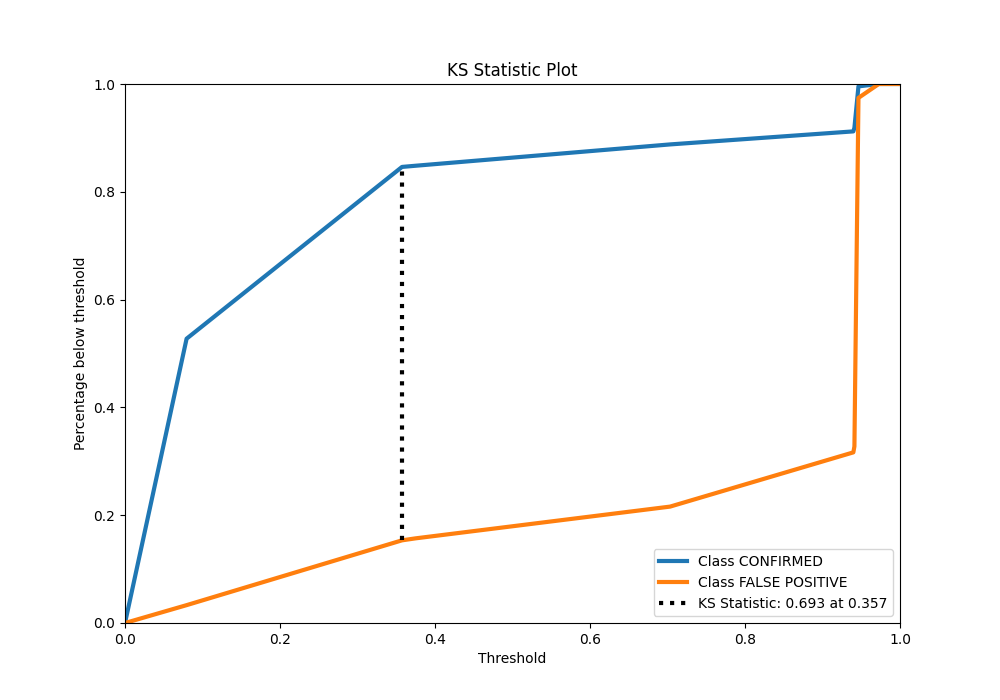 KS Statistic Plot
Percentage below threshold
1.0
0.8
0.6
0.4
0.2
0.0
0.0 0.2 0.4 0.6 0.8 1.0
Threshold
Class CONFIRMED
Class FALSE POSITIVE
KS Statistic: 0.693 at 0.357